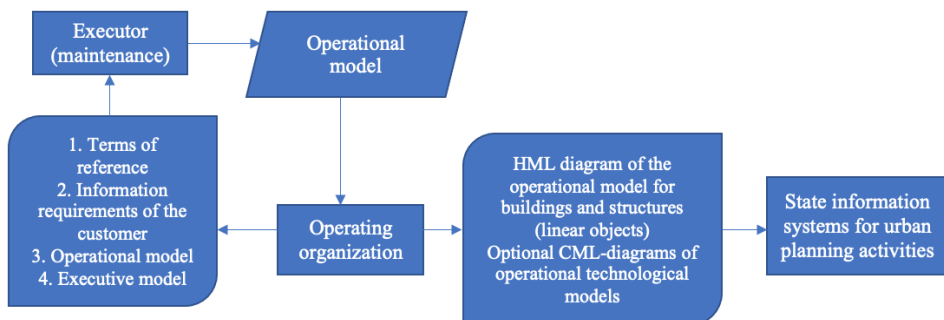 Executor
(maintenance)
Operational
model
1. Terms of
reference
2. Information
requirements of the
customer
3. Operational model
4. Executive model
Operating
organization
HML diagram of the
operational model for
buildings and structures
(linear objects)
Optional CML-diagrams of
operational technological
models
State information
systems for urban
planning activities